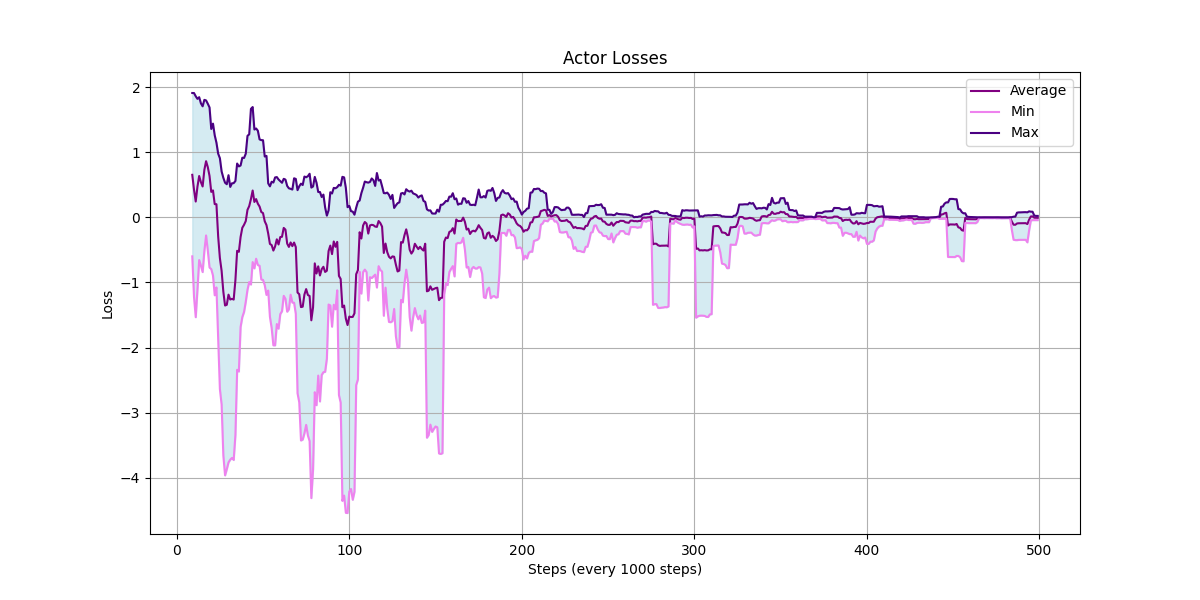 Actor Losses
Average
Min
Max
2
1
0
−1
−2
−3
−4
Loss
0 100 200 300 400 500
Steps (every 1000 steps)